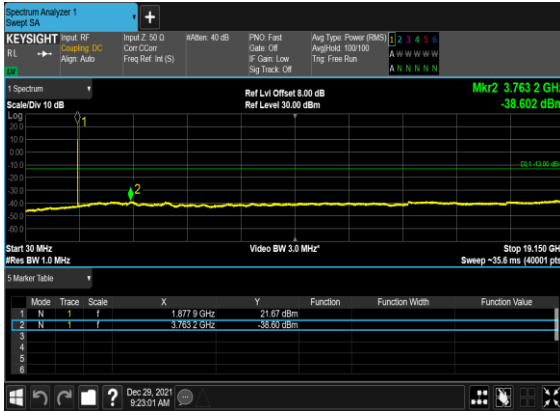 Spectrum Analyzer 1
Swept SA
+
KEYSIGHT Input: RF Input Z: 50 Ω #Atten: 40 dB PNO: Fast Avg Type: Power (RMS) 1 2 3 4 5 6
RL Coupling: DC Corr CCorr Gate: Off Avg|Hold: 100/100 A W W W W W
Align: Auto Freq Ref: Int (S) IF Gain: Low Trig: Free Run
Sig Track: Off A N N N N N
1 Spectrum Ref Lvl Offset 8.00 dB Mkr2 3.763 2 GHz
Scale/Div 10 dB Ref Level 30.00 dBm -38.602 dBm
Log
20.0
10.0
0.00
-10.0
-20.0
-30.0
-40.0
-50.0
-60.0
1
2
DL1 -13.00 dBm
Start 30 MHz Video BW 3.0 MHz* Stop 19.150 GHz
#Res BW 1.0 MHz Sweep ~35.6 ms (40001 pts)
5 Marker Table
Mode Trace Scale X Y Function Function Width Function Value
1 N 1 f 1.877 9 GHz 21.67 dBm
2 N 1 f 3.763 2 GHz -38.60 dBm
3
4
5
6
? Dec 29, 2021
9:23:01 AM